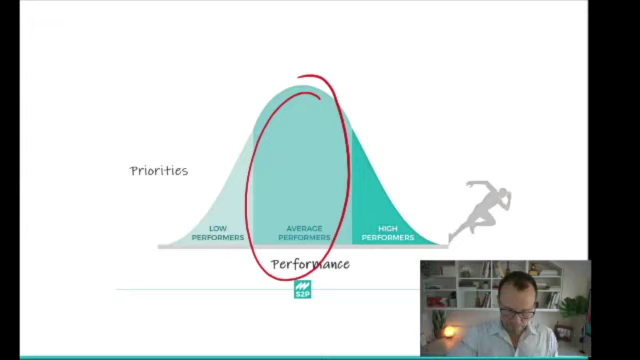 Priorities
LOW
PERFORMERS
AVERAGE
PERFORMERS
HIGH
PERFORMERS
Performance
S2P